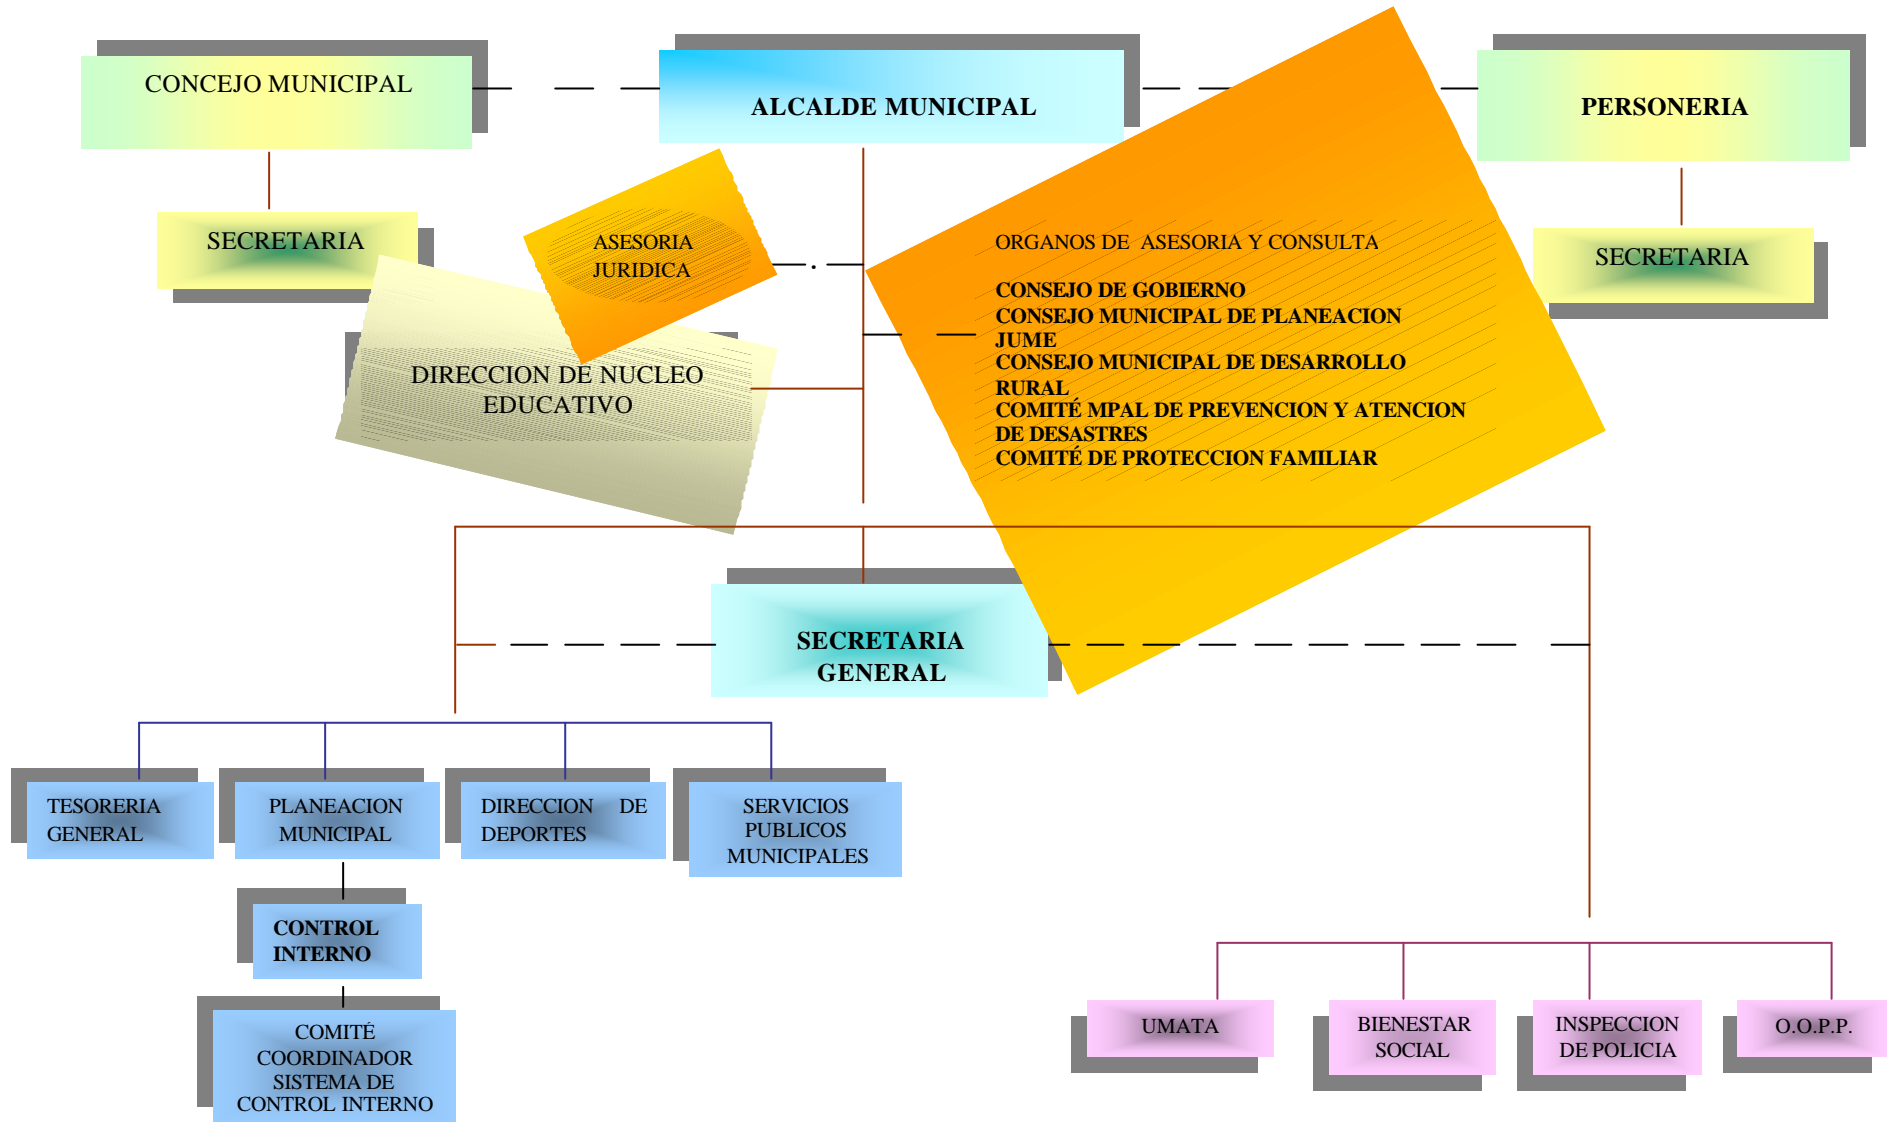 CONCEJO MUNICIPAL
ALCALDE MUNICIPAL
PERSONERIA
SECRETARIA
ASESORIA
JURIDICA
ORGANOS DE ASESORIA Y CONSULTA
CONSEJO DE GOBIERNO
CONSEJO MUNICIPAL DE PLANEACION
JUME
CONSEJO MUNICIPAL DE DESARROLLO
RURAL
COMITÉ MPAL DE PREVENCION Y ATENCION
DE DESASTRES
COMITÉ DE PROTECCION FAMILIAR
SECRETARIA
DIRECCION DE NUCLEO
EDUCATIVO
SECRETARIA
GENERAL
TESORERIA
GENERAL
PLANEACION
MUNICIPAL
DIRECCION DE
DEPORTES
SERVICIOS
PUBLICOS
MUNICIPALES
CONTROL
INTERNO
COMITÉ
COORDINADOR
SISTEMA DE
CONTROL INTERNO
UMATA
BIENESTAR
SOCIAL
INSPECCION
DE POLICIA
O.O.P.P.